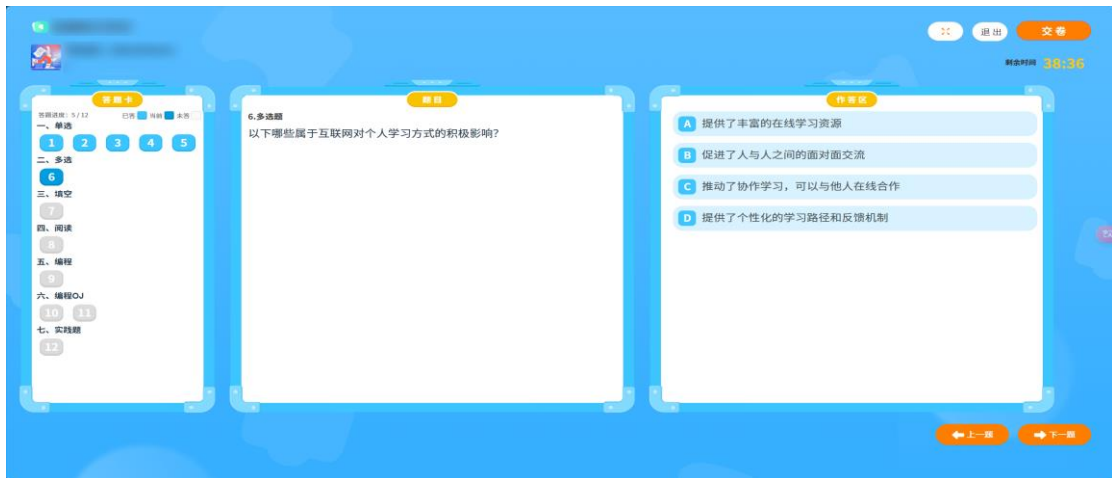 退出
交卷
剩余时间 38:36
答题卡
答题进度: 5/12 已答 当前 未答
一、单选
1 2 3 4 5
二、多选
6
三、填空
7
四、阅读
8
五、编程
9
六、编程OJ
10 11
七、实践题
12
题目
6.多选题
以下哪些属于互联网对个人学习方式的积极影响?
作答区
A 提供了丰富的在线学习资源
B 促进了人与人之间的面对面交流
C 推动了协作学习，可以与他人在线合作
D 提供了个性化的学习路径和反馈机制
上一题
下一题